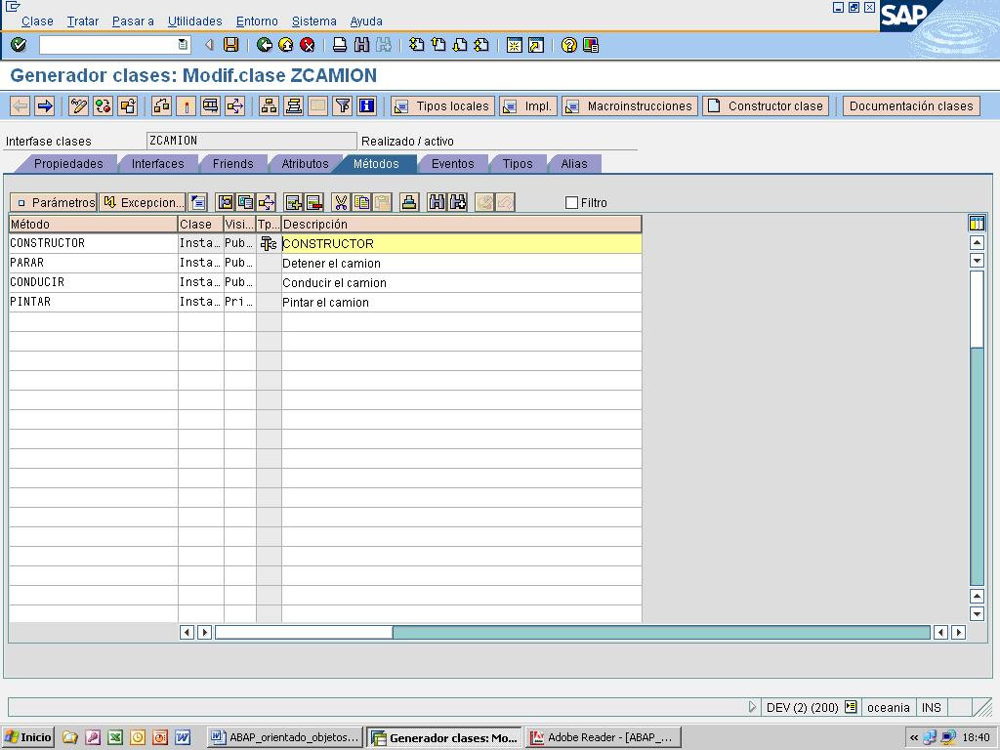 Clase Tratar Pasar a Utilidades Entorno Sistema Ayuda
SAP
Generador clases: Modif.clase ZCAMION
Tipos locales Impl. Macroinstrucciones Constructor clase Documentación clases
Interfase clases ZCAMION Realizado / activo
Propiedades Interfaces Friends Atributos Métodos Eventos Tipos Alias
Parámetros Excepcion... Filtro
Método Clase Visi... Tp... Descripción
CONSTRUCTOR Insta... Pub... CONSTRUCTOR
PARAR Insta... Pub... Detener el camion
CONDUCIR Insta... Pub... Conducir el camion
PINTAR Insta... Pri... Pintar el camion
DEV (2) (200) oceania INS
Inicio ABAP_orientado_objetos... Generador clases: Mo... Adobe Reader - [ABAP_... « 18:40